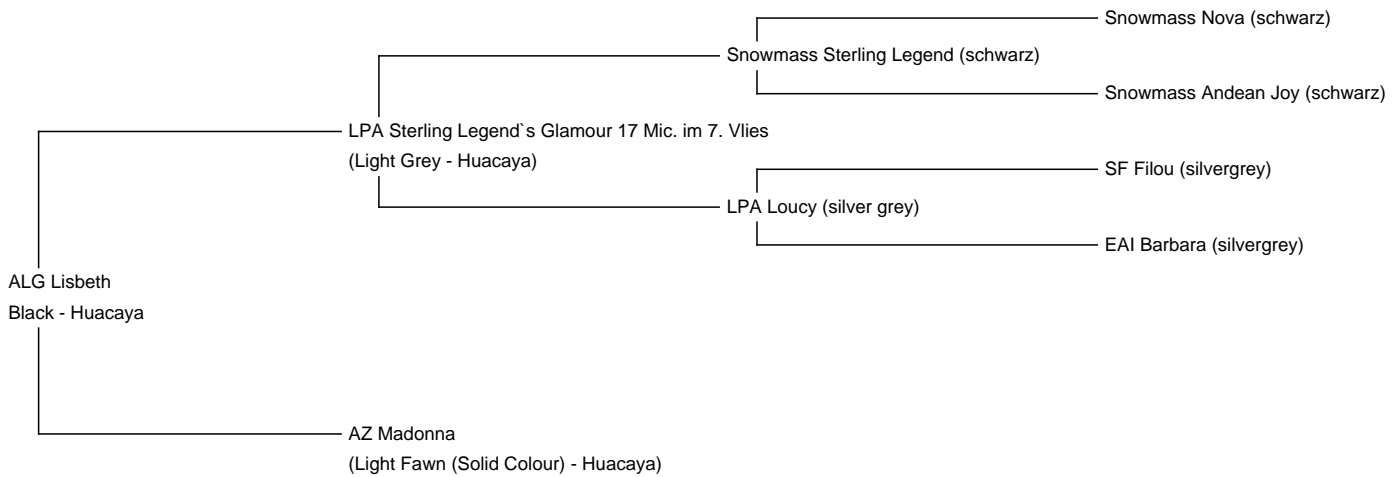 Snowmass Nova (schwarz)
Snowmass Sterling Legend (schwarz)
Snowmass Andean Joy (schwarz)
LPA Sterling Legend`s Glamour 17 Mic. im 7. Vlies
(Light Grey - Huacaya)
SF Filou (silvergrey)
LPA Loucy (silver grey)
EAI Barbara (silvergrey)
ALG Lisbeth
Black - Huacaya
AZ Madonna
(Light Fawn (Solid Colour) - Huacaya)